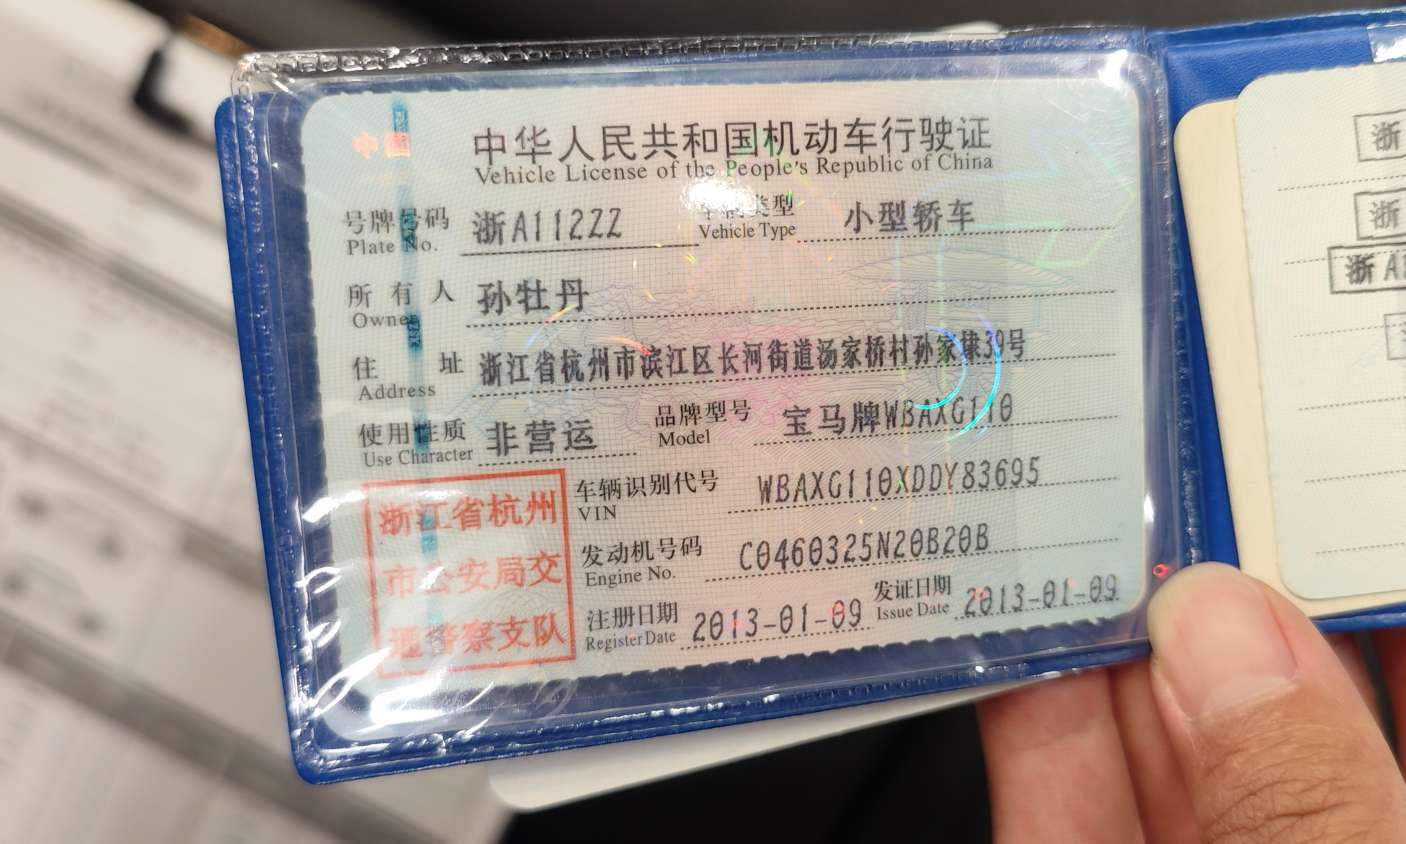 中国
中华人民共和国机动车行驶证
Vehicle License of the People's Republic of China
号牌号码 浙A112ZZ 车辆类型 小型轿车
Plate No. Vehicle Type
所有人 孙牡丹
Owner
住址 浙江省杭州市滨江区长河街道汤家桥村孙家埭39号
Address
使用性质 非营运 品牌型号 宝马牌WBAXG110
Use Character Model
浙江省杭州
市公安局交
通警察支队
车辆识别代号 WBAXG110XDDY83695
VIN
发动机号码 C0460325N20B20B
Engine No.
注册日期 2013-01-09 发证日期 2013-01-09
Register Date Issue Date
浙
浙
浙A